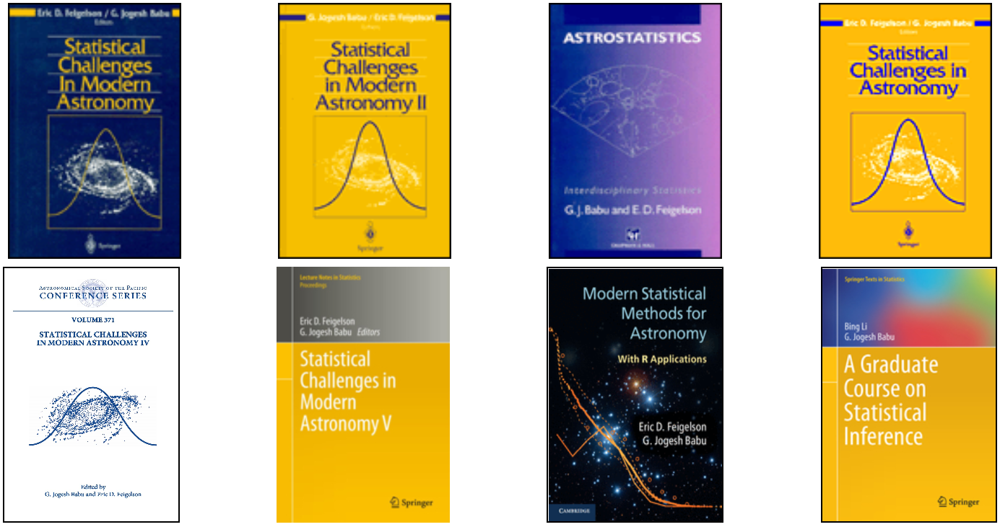 Eric D. Feigelson / G. Jogesh Babu
Editors
Statistical
Challenges
In Modern
Astronomy
Springer
G. Jogesh Babu / Eric D. Feigelson
Editors
Statistical
Challenges
in Modern
Astronomy II
Springer
ASTROSTATISTICS
Interdisciplinary Statistics
G. J. Babu and E. D. Feigelson
CHAPMAN & HALL
Eric D. Feigelson / G. Jogesh Babu
Editors
Statistical
Challenges in
Astronomy
Springer
ASTRONOMICAL SOCIETY OF THE PACIFIC
CONFERENCE SERIES
VOLUME 371
STATISTICAL CHALLENGES
IN MODERN ASTRONOMY IV
Edited by
G. Jogesh Babu and Eric D. Feigelson
Lecture Notes in Statistics
Proceedings
Eric D. Feigelson
G. Jogesh Babu Editors
Statistical
Challenges in
Modern
Astronomy V
Springer
Modern Statistical
Methods for
Astronomy
With R Applications
Eric D. Feigelson
G. Jogesh Babu
CAMBRIDGE
Springer Texts in Statistics
Bing Li
G. Jogesh Babu
A Graduate
Course on
Statistical
Inference
Springer